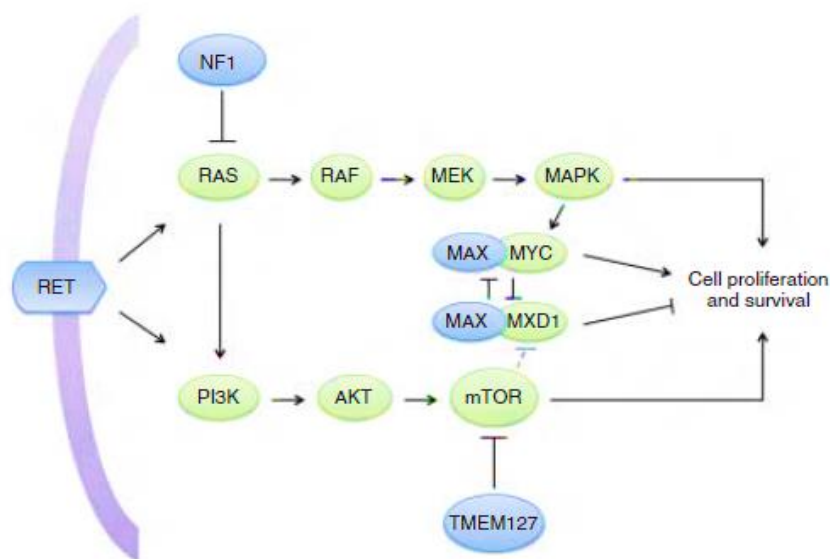 NF1
RAS
RAF
MEK
MAPK
MAX
MYC
RET
Cell proliferation
and survival
MAX
MXD1
PI3K
AKT
mTOR
TMEM127